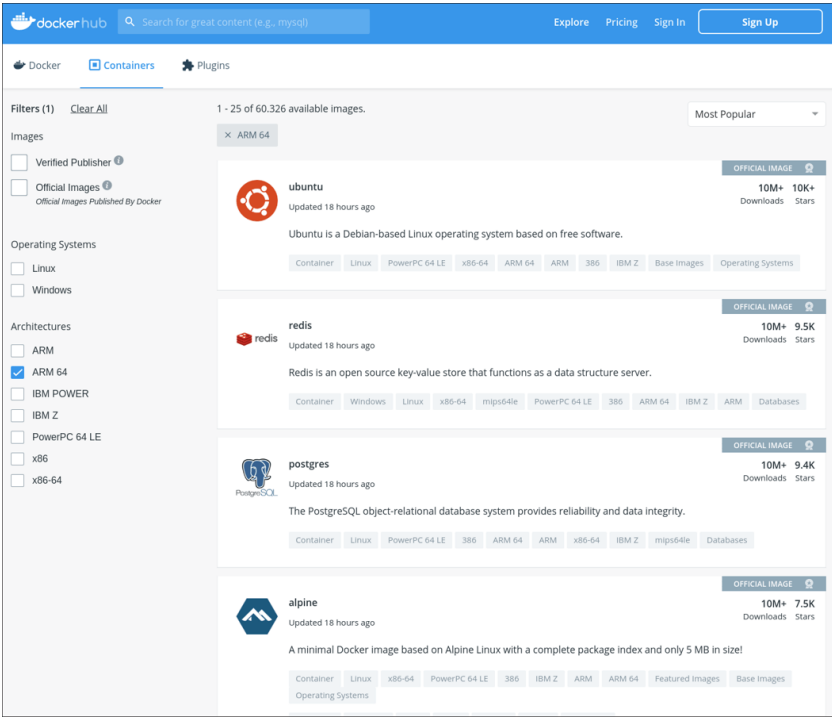 dockerhub
Search for great content (e.g., mysql)
Explore
Pricing
Sign In
Sign Up
Docker
Containers
Plugins
Filters (1)
Clear All
Images
Verified Publisher
Official Images
Official Images Published By Docker
Operating Systems
Linux
Windows
Architectures
ARM
ARM 64
IBM POWER
IBM Z
PowerPC 64 LE
x86
x86-64
1 - 25 of 60.326 available images.
Most Popular
× ARM 64
OFFICIAL IMAGE
ubuntu
10M+ 10K+
Downloads Stars
Updated 18 hours ago
Ubuntu is a Debian-based Linux operating system based on free software.
Container Linux PowerPC 64 LE x86-64 ARM 64 ARM 386 IBM Z Base Images Operating Systems
OFFICIAL IMAGE
redis
redis
10M+ 9.5K
Downloads Stars
Updated 18 hours ago
Redis is an open source key-value store that functions as a data structure server.
Container Windows Linux x86-64 mips64le PowerPC 64 LE 386 ARM 64 IBM Z ARM Databases
OFFICIAL IMAGE
PostgreSQL
postgres
10M+ 9.4K
Downloads Stars
Updated 18 hours ago
The PostgreSQL object-relational database system provides reliability and data integrity.
Container Linux PowerPC 64 LE 386 ARM 64 ARM x86-64 IBM Z mips64le Databases
OFFICIAL IMAGE
alpine
10M+ 7.5K
Downloads Stars
Updated 18 hours ago
A minimal Docker image based on Alpine Linux with a complete package index and only 5 MB in size!
Container Linux x86-64 PowerPC 64 LE 386 IBM Z ARM ARM 64 Featured Images Base Images
Operating Systems